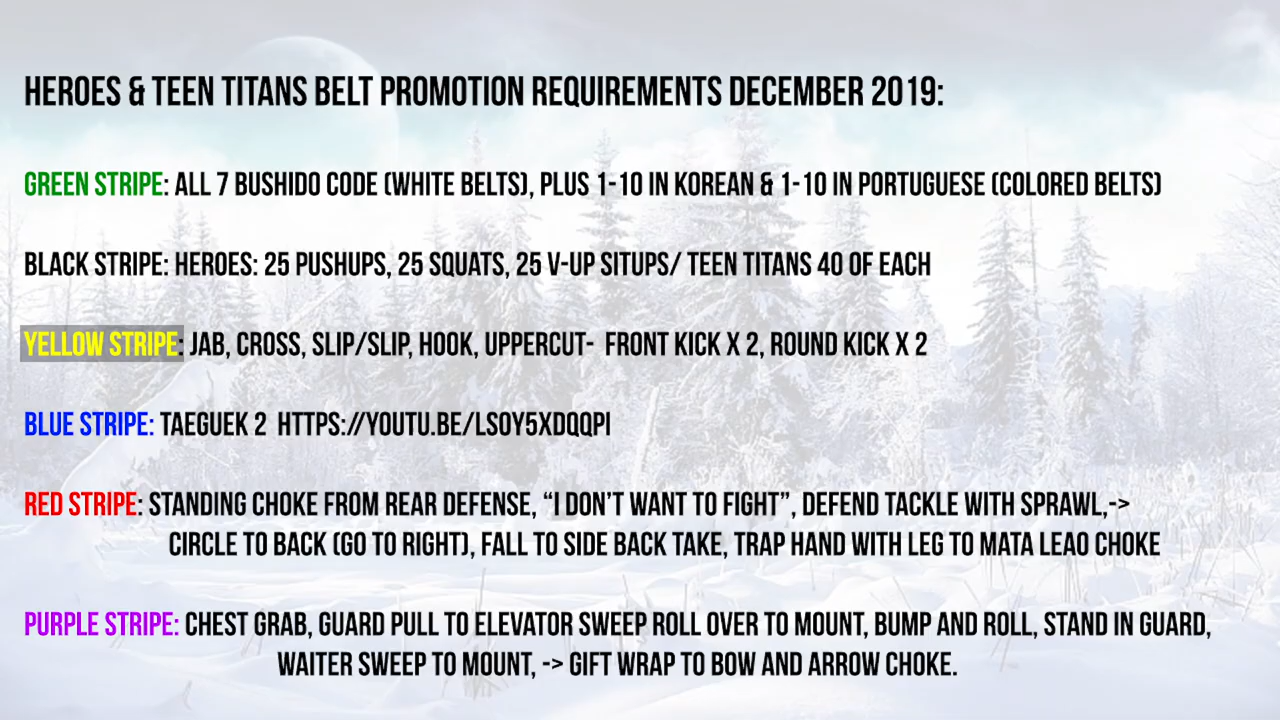 HEROES & TEEN TITANS BELT PROMOTION REQUIREMENTS DECEMBER 2019:
GREEN STRIPE: ALL 7 BUSHIDO CODE (WHITE BELTS), PLUS 1-10 IN KOREAN & 1-10 IN PORTUGUESE (COLORED BELTS)
BLACK STRIPE: HEROES: 25 PUSHUPS, 25 SQUATS, 25 V-UP SITUPS/ TEEN TITANS 40 OF EACH
YELLOW STRIPE: JAB, CROSS, SLIP/SLIP, HOOK, UPPERCUT- FRONT KICK X 2, ROUND KICK X 2
BLUE STRIPE: TAEGUEK 2 HTTPS://YOUTU.BE/LSOY5XDQQPI
RED STRIPE: STANDING CHOKE FROM REAR DEFENSE, “I DON’T WANT TO FIGHT”, DEFEND TACKLE WITH SPRAWL,->
CIRCLE TO BACK (GO TO RIGHT), FALL TO SIDE BACK TAKE, TRAP HAND WITH LEG TO MATA LEAO CHOKE
PURPLE STRIPE: CHEST GRAB, GUARD PULL TO ELEVATOR SWEEP ROLL OVER TO MOUNT, BUMP AND ROLL, STAND IN GUARD,
WAITER SWEEP TO MOUNT, -> GIFT WRAP TO BOW AND ARROW CHOKE.